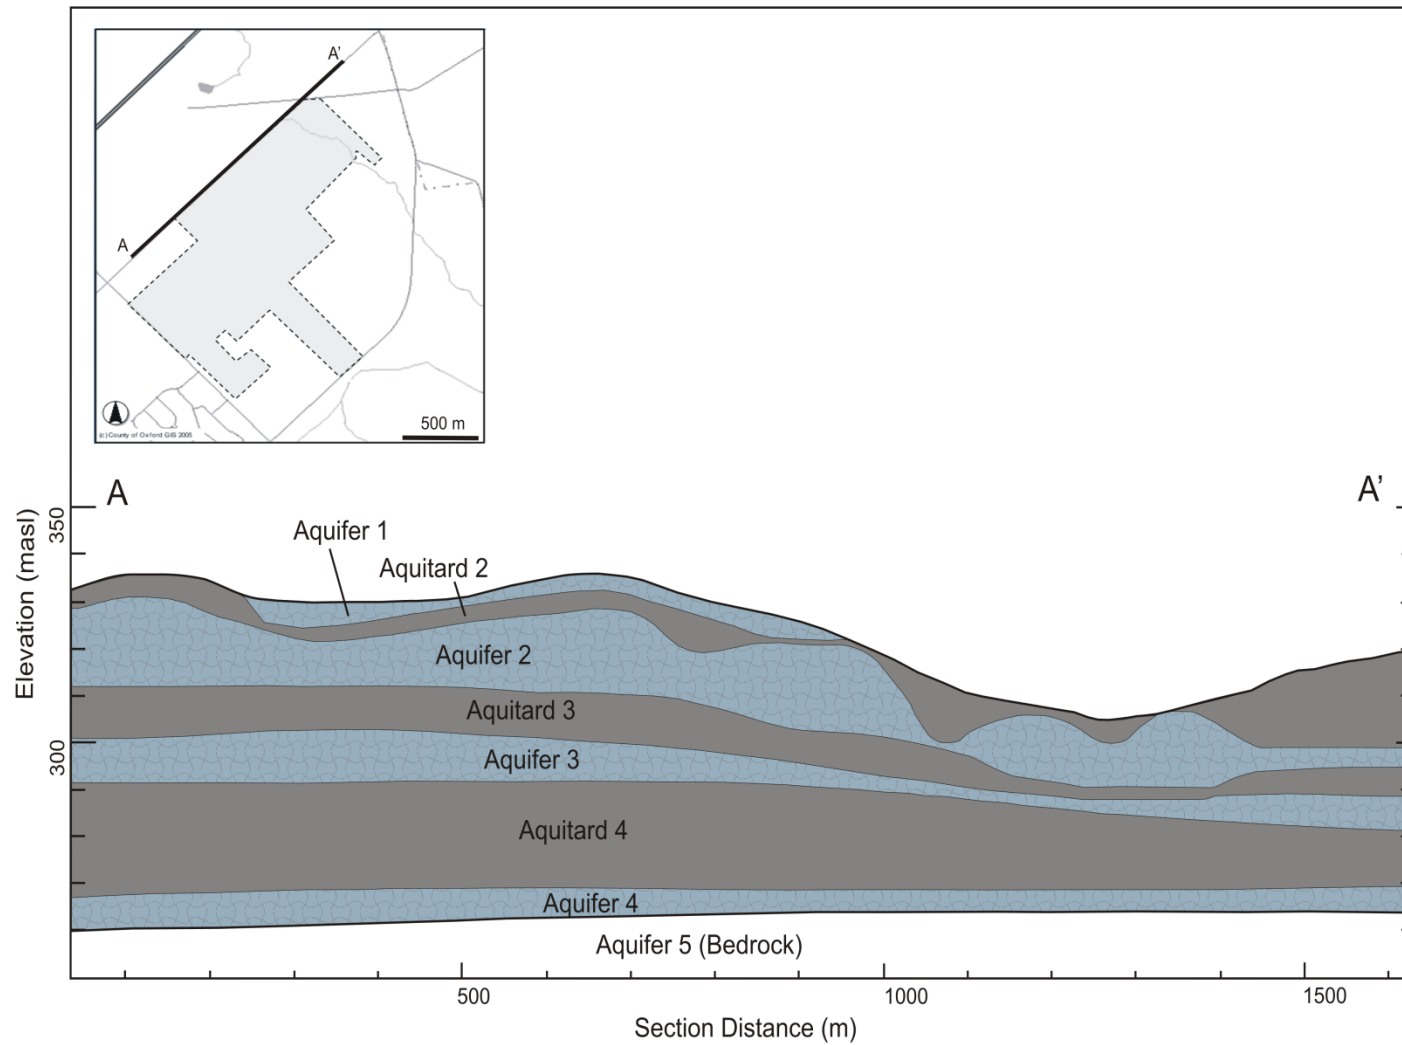 A'
A
500 m
(c) County of Oxford GIS 2005
A
A'
350
300
Elevation (masl)
Aquifer 1
Aquitard 2
Aquifer 2
Aquitard 3
Aquifer 3
Aquitard 4
Aquifer 4
Aquifer 5 (Bedrock)
500
1000
1500
Section Distance (m)